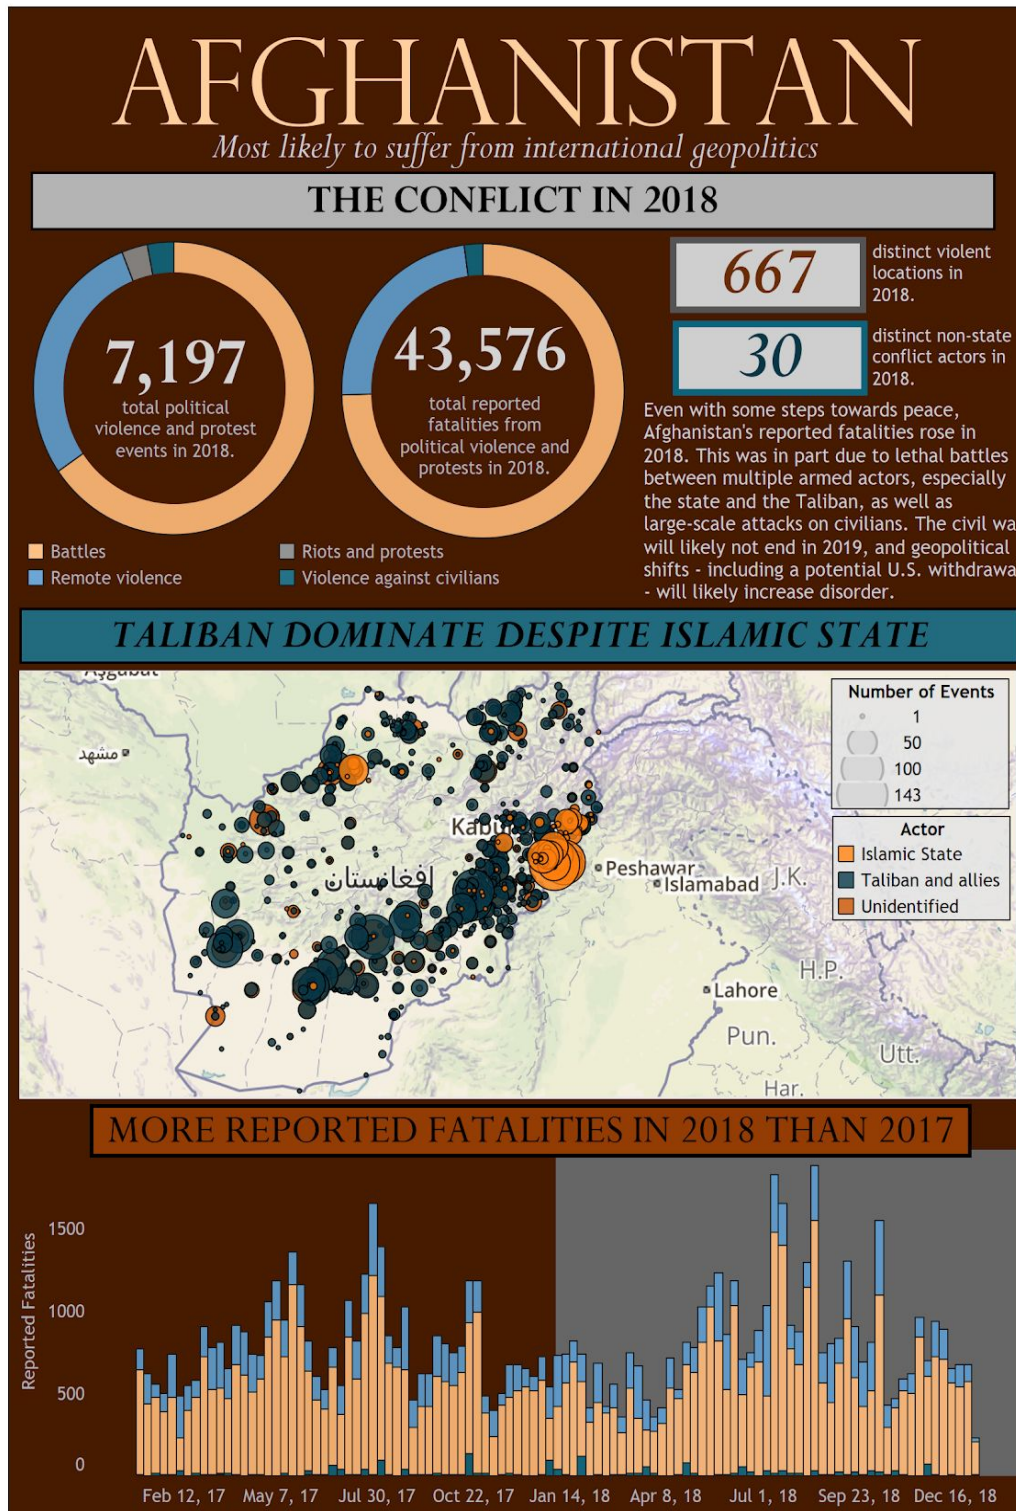 AFGHANISTAN
Most likely to suffer from international geopolitics
THE CONFLICT IN 2018
7,197
total political
violence and protest
events in 2018.
43,576
total reported
fatalities from
political violence and
protests in 2018.
667
distinct violent
locations in
2018.
30
distinct non-state
conflict actors in
2018.
Even with some steps towards peace,
Afghanistan's reported fatalities rose in
2018. This was in part due to lethal battles
between multiple armed actors, especially
the state and the Taliban, as well as
large-scale attacks on civilians. The civil wa
will likely not end in 2019, and geopolitical
shifts - including a potential U.S. withdrawa
- will likely increase disorder.
Battles
Riots and protests
Remote violence
Violence against civilians
TALIBAN DOMINATE DESPITE ISLAMIC STATE
Aşgabat
مشهد
Kabul
افغانستان
Peshawar
Islamabad
J.K.
H.P.
Lahore
Pun.
Utt.
Har.
Number of Events
1
50
100
143
Actor
Islamic State
Taliban and allies
Unidentified
MORE REPORTED FATALITIES IN 2018 THAN 2017
Reported Fatalities
1500
1000
500
0
Feb 12, 17
May 7, 17
Jul 30, 17
Oct 22, 17
Jan 14, 18
Apr 8, 18
Jul 1, 18
Sep 23, 18
Dec 16, 18